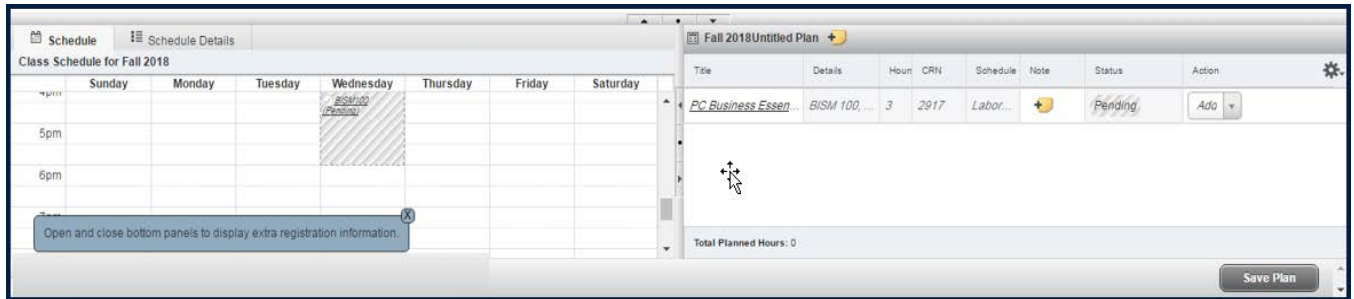 Schedule
Schedule Details
Class Schedule for Fall 2018
Sunday Monday Tuesday Wednesday Thursday Friday Saturday
4pm
BISM100
(Pending)
5pm
6pm
Open and close bottom panels to display extra registration information.
X
Fall 2018Untitled Plan
Title Details Hourı CRN Schedule Note Status Action
PC Business Essen... BISM 100, ... 3 2917 Labor... Pending Add
Total Planned Hours: 0
Save Plan